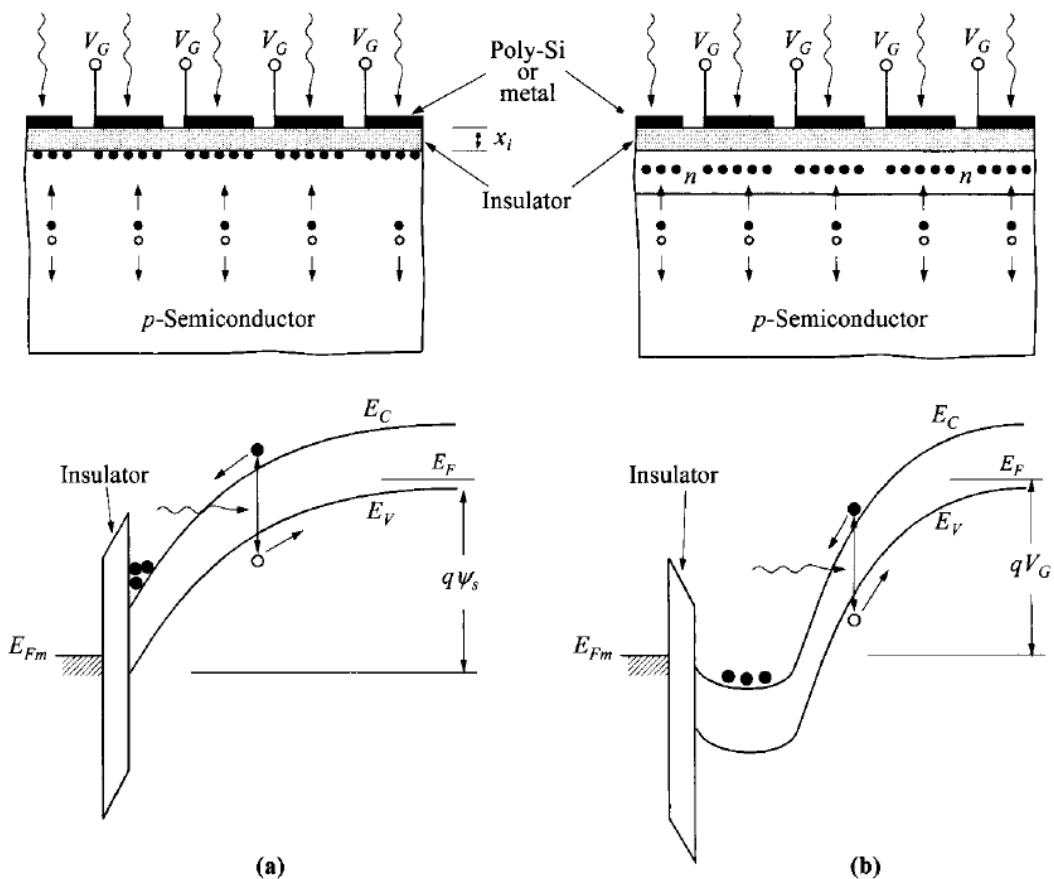 V_G V_G V_G V_G
Poly-Si
or
metal
V_G V_G V_G V_G
x_i
Insulator
n n
p-Semiconductor
p-Semiconductor
E_C
Insulator
E_F
E_V
qψ_s
E_Fm
E_C
Insulator
E_F
E_V
qV_G
E_Fm
(a)
(b)